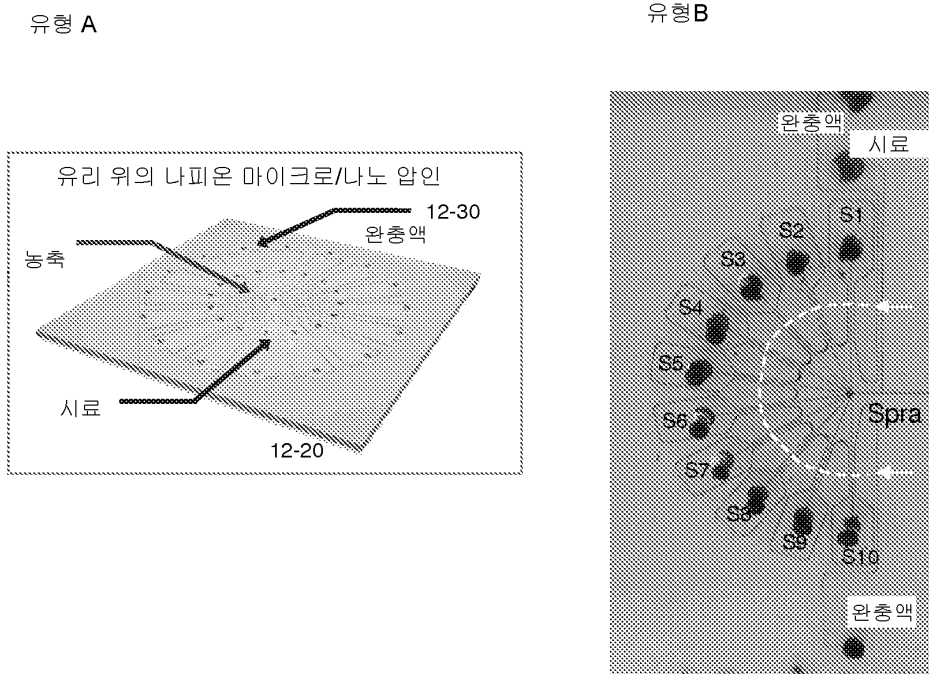 유형 A
유형B
유리 위의 나피온 마이크로/나노 압인
12-30
완충액
농축
시료
12-20
완충액
시료
S1
S2
S3
S4
S5
S6
S7
S8
S9
S10
Spra
완충액